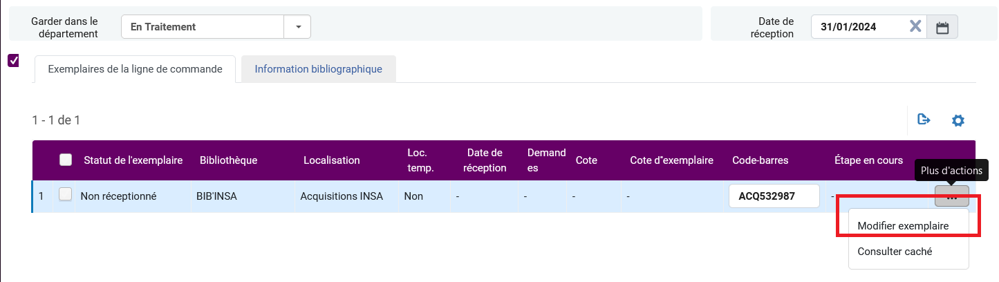 Garder dans le
département
En Traitement
Date de
réception
31/01/2024
Exemplaires de la ligne de commande
Information bibliographique
1 - 1 de 1
Statut de l'exemplaire Bibliothèque Localisation Loc.
temp. Date de
réception Demand
es Cote Cote d"exemplaire Code-barres Étape en cours
Plus d'actions
1 Non réceptionné BIB'INSA Acquisitions INSA Non - - - - ACQ532987 - ...
Modifier exemplaire
Consulter caché